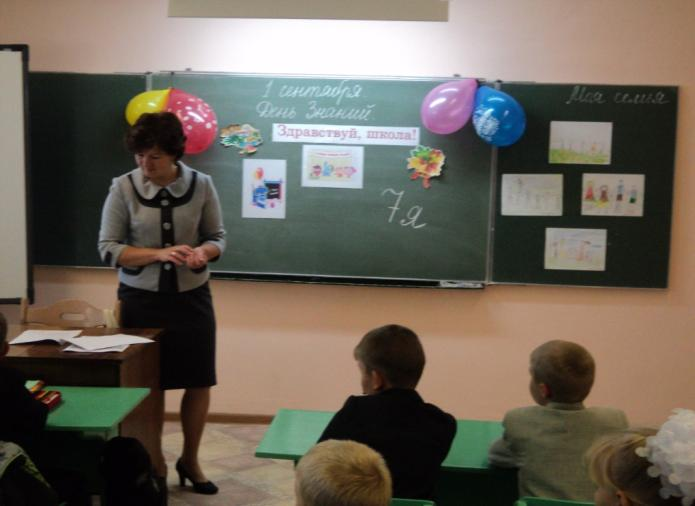 1 сентября
День Знаний.
Здравствуй, школа!
7я
Моя семья